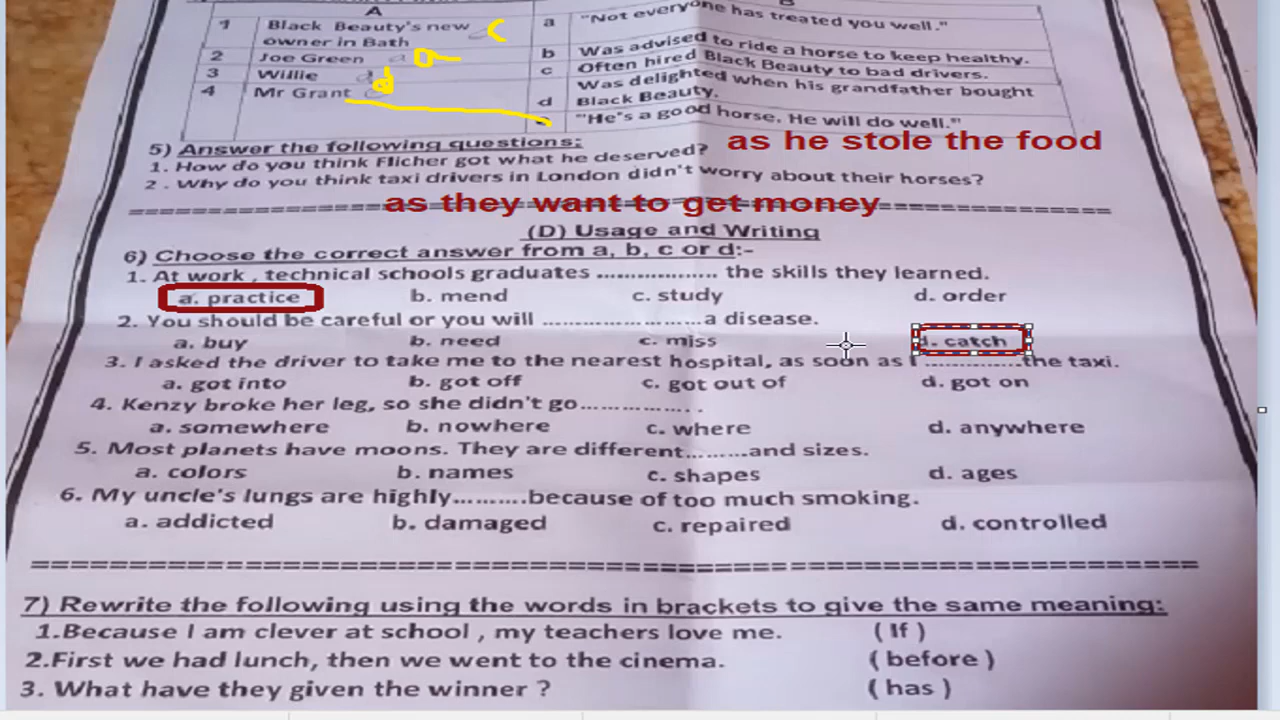 A
1 Black Beauty's new owner in Bath c a "Not everyone has treated you well."
2 Joe Green a b Was advised to ride a horse to keep healthy.
3 Willie d c Often hired Black Beauty to bad drivers.
4 Mr Grant d Was delighted when his grandfather bought Black Beauty.
"He's a good horse. He will do well."
5) Answer the following questions:
1. How do you think Flicher got what he deserved? as he stole the food
2 . Why do you think taxi drivers in London didn't worry about their horses?
as they want to get money
(D) Usage and Writing
6) Choose the correct answer from a, b, c or d:-
1. At work , technical schools graduates .................. the skills they learned.
a. practice b. mend c. study d. order
2. You should be careful or you will ........................a disease.
a. buy b. need c. miss d. catch
3. I asked the driver to take me to the nearest hospital, as soon as I ..............the taxi.
a. got into b. got off c. got out of d. got on
4. Kenzy broke her leg, so she didn't go................ .
a. somewhere b. nowhere c. where d. anywhere
5. Most planets have moons. They are different.........and sizes.
a. colors b. names c. shapes d. ages
6. My uncle's lungs are highly..........because of too much smoking.
a. addicted b. damaged c. repaired d. controlled
7) Rewrite the following using the words in brackets to give the same meaning:
1.Because I am clever at school , my teachers love me. ( If )
2.First we had lunch, then we went to the cinema. ( before )
3. What have they given the winner ? ( has )